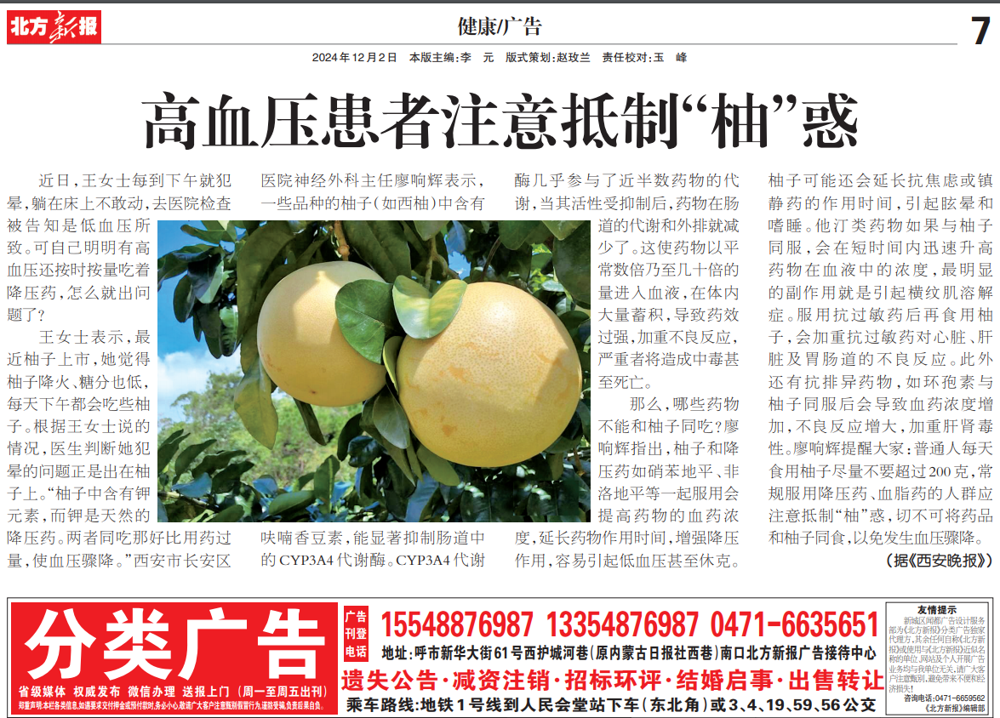 北方新报
健康/广告
7
2024年12月2日 本版主编:李 元 版式策划:赵玫兰 责任校对:玉 峰
高血压患者注意抵制“柚”惑
近日,王女士每到下午就犯
晕,躺在床上不敢动,去医院检查
被告知是低血压所
致。可自己明明有高
血压还按时按量吃着
降压药,怎么就出问
题了?
王女士表示,最
近柚子上市,她觉得
柚子降火、糖分也低,
每天下午都会吃些柚
子。根据王女士说的
情况,医生判断她犯
晕的问题正是出在柚
子上。“柚子中含有钾
元素,而钾是天然的
降压药。两者同吃那好比用药过
量,使血压骤降。”西安市长安区
医院神经外科主任廖响辉表示,
一些品种的柚子(如西柚)中含有
呋喃香豆素,能显著抑制肠道中
的CYP3A4代谢酶。CYP3A4代谢
酶几乎参与了近半数药物的代
谢,当其活性受抑制后,药物在肠
道的代谢和外排就减
少了。这使药物以平
常数倍乃至几十倍的
量进入血液,在体内
大量蓄积,导致药效
过强,加重不良反应,
严重者将造成中毒甚
至死亡。
那么,哪些药物
不能和柚子同吃?廖
响辉指出,柚子和降
压药如硝苯地平、非
洛地平等一起服用会
提高药物的血药浓
度,延长药物作用时间,增强降压
作用,容易引起低血压甚至休克。
柚子可能还会延长抗焦虑或镇
静药的作用时间,引起眩晕和
嗜睡。他汀类药物如果与柚子
同服,会在短时间内迅速升高
药物在血液中的浓度,最明显
的副作用就是引起横纹肌溶解
症。服用抗过敏药后再食用柚
子,会加重抗过敏药对心脏、肝
脏及胃肠道的不良反应。此外
还有抗排异药物,如环孢素与
柚子同服后会导致血药浓度增
加,不良反应增大,加重肝肾毒
性。廖响辉提醒大家:普通人每天
食用柚子尽量不要超过200克,常
规服用降压药、血脂药的人群应
注意抵制“柚”惑,切不可将药品
和柚子同食,以免发生血压骤降。
(据《西安晚报》)
分类广告
省级媒体 权威发布 微信办理 送报上门 (周一至周五出刊)
郑重声明:本栏各类信息,如遇要求交付押金或预付款时,务必小心,敬请广大客户注意甄别假冒行为,谨防受骗,负责后果自负。
广告
刊登
电话
15548876987 13354876987 0471-6635651
地址:呼市新华大街61号西护城河巷(原内蒙古日报社西巷)南口北方新报广告接待中心
遗失公告·减资注销·招标环评·结婚启事·出售转让
乘车路线:地铁1号线到人民会堂站下车(东北角)或3、4、19、59、56公交
友情提示
新城区闻都广告设计服务
部为《北方新报》分类广告独家
代理方,其余任何自称《北方新
报》或使用与《北方新报》近似名
称的单位、网站及个人开展广告
业务均与我单位无关,请广大客
户注意甄别,避免带来不便和经
济损失!
咨询电话:0471-6659562
《北方新报》编辑部